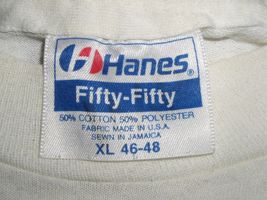 Hanes®
Fifty-Fifty
50% COTTON 50% POLYESTER
FABRIC MADE IN U.S.A.
SEWN IN JAMAICA
XL 46-48